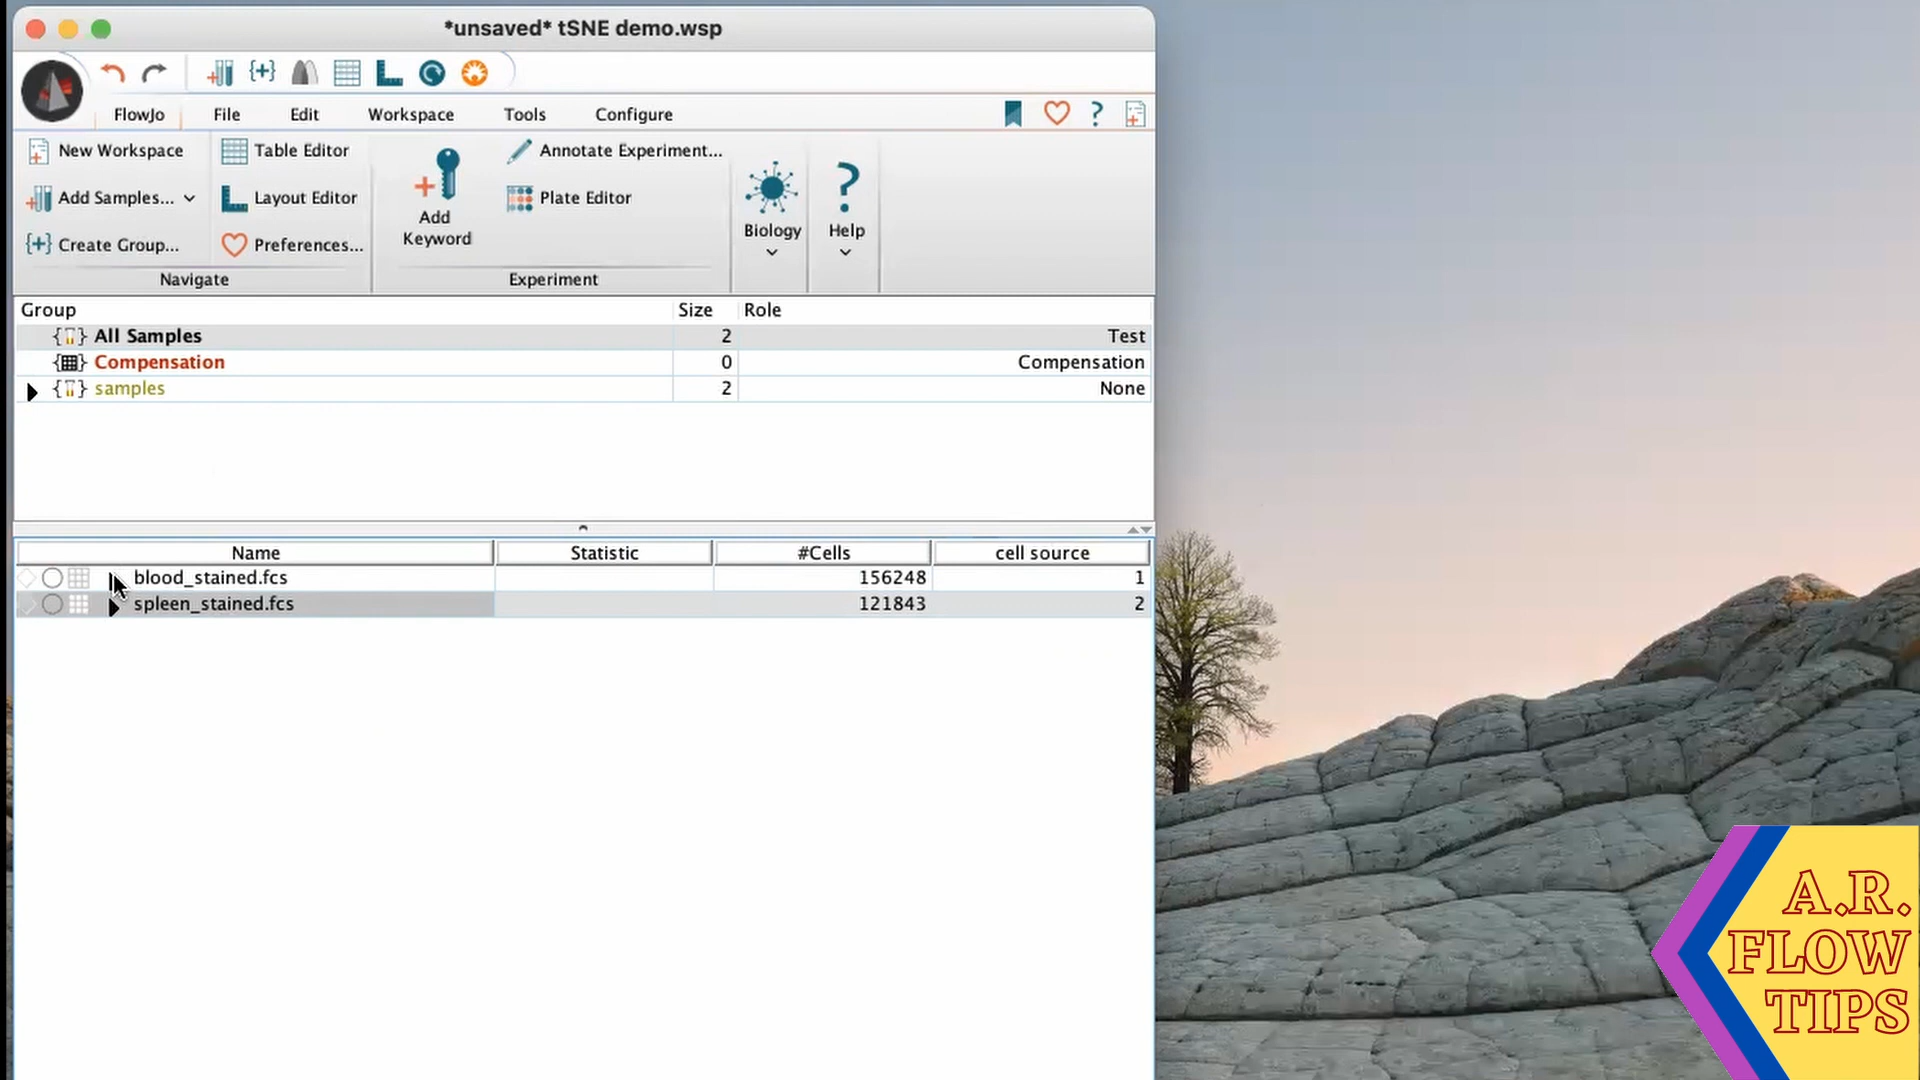 *unsaved* tSNE demo.wsp
FlowJo File Edit Workspace Tools Configure ?
New Workspace Table Editor Annotate Experiment...
Add Samples... Layout Editor Add Keyword Plate Editor Biology Help
Create Group... Preferences...
Navigate Experiment
Group Size Role
All Samples 2 Test
Compensation 0 Compensation
samples 2 None
Name Statistic #Cells cell source
blood_stained.fcs 156248 1
spleen_stained.fcs 121843 2
A.R.
FLOW
TIPS